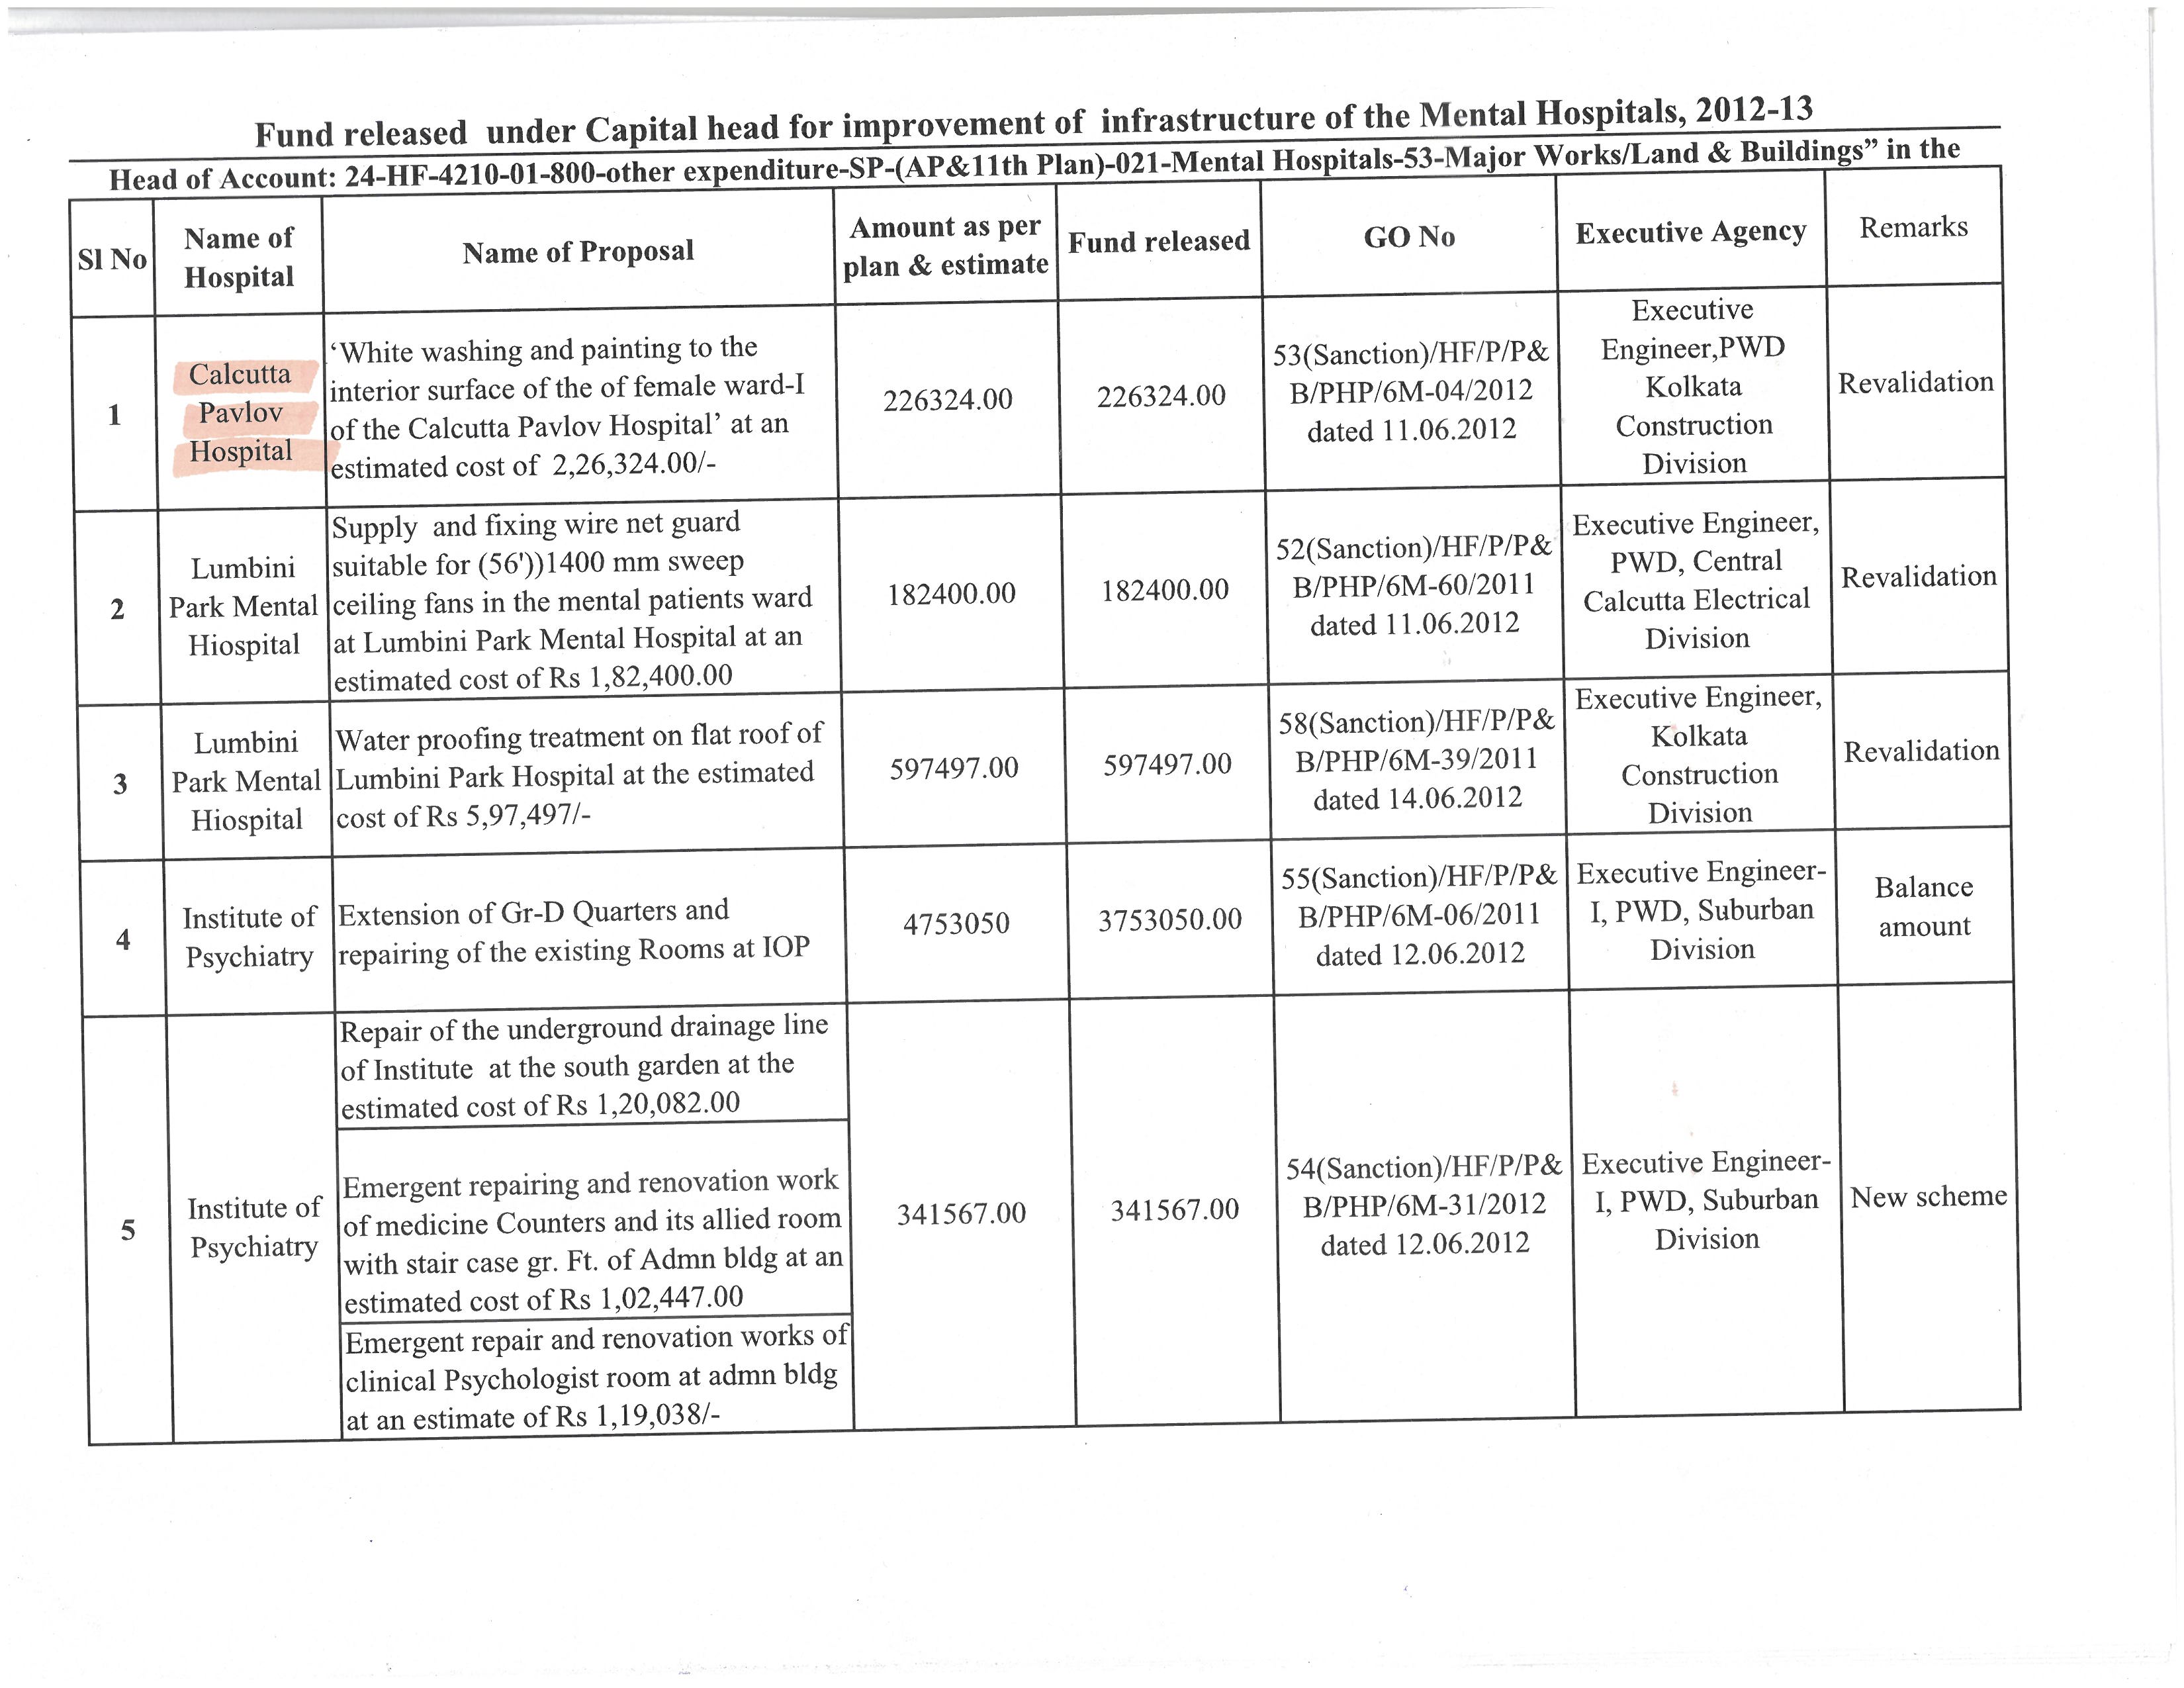 Fund released under Capital head for improvement of infrastructure of the Mental Hospitals, 2012-13
Head of Account: 24-HF-4210-01-800-other expenditure-SP-(AP&11th Plan)-021-Mental Hospitals-53-Major Works/Land & Buildings” in the
Sl No
Name of
Hospital
Name of Proposal
Amount as per
plan & estimate
Fund released
GO No
Executive Agency
Remarks
1
Calcutta
Pavlov
Hospital
‘White washing and painting to the
interior surface of the of female ward-I
of the Calcutta Pavlov Hospital’ at an
estimated cost of 2,26,324.00/-
226324.00
226324.00
53(Sanction)/HF/P/P&
B/PHP/6M-04/2012
dated 11.06.2012
Executive
Engineer,PWD
Kolkata
Construction
Division
Revalidation
2
Lumbini
Park Mental
Hiospital
Supply and fixing wire net guard
suitable for (56'))1400 mm sweep
ceiling fans in the mental patients ward
at Lumbini Park Mental Hospital at an
estimated cost of Rs 1,82,400.00
182400.00
182400.00
52(Sanction)/HF/P/P&
B/PHP/6M-60/2011
dated 11.06.2012
Executive Engineer,
PWD, Central
Calcutta Electrical
Division
Revalidation
3
Lumbini
Park Mental
Hiospital
Water proofing treatment on flat roof of
Lumbini Park Hospital at the estimated
cost of Rs 5,97,497/-
597497.00
597497.00
58(Sanction)/HF/P/P&
B/PHP/6M-39/2011
dated 14.06.2012
Executive Engineer,
Kolkata
Construction
Division
Revalidation
4
Institute of
Psychiatry
Extension of Gr-D Quarters and
repairing of the existing Rooms at IOP
4753050
3753050.00
55(Sanction)/HF/P/P&
B/PHP/6M-06/2011
dated 12.06.2012
Executive Engineer-
I, PWD, Suburban
Division
Balance
amount
5
Institute of
Psychiatry
Repair of the underground drainage line
of Institute at the south garden at the
estimated cost of Rs 1,20,082.00
Emergent repairing and renovation work
of medicine Counters and its allied room
with stair case gr. Ft. of Admn bldg at an
estimated cost of Rs 1,02,447.00
Emergent repair and renovation works of
clinical Psychologist room at admn bldg
at an estimate of Rs 1,19,038/-
341567.00
341567.00
54(Sanction)/HF/P/P&
B/PHP/6M-31/2012
dated 12.06.2012
Executive Engineer-
I, PWD, Suburban
Division
New scheme